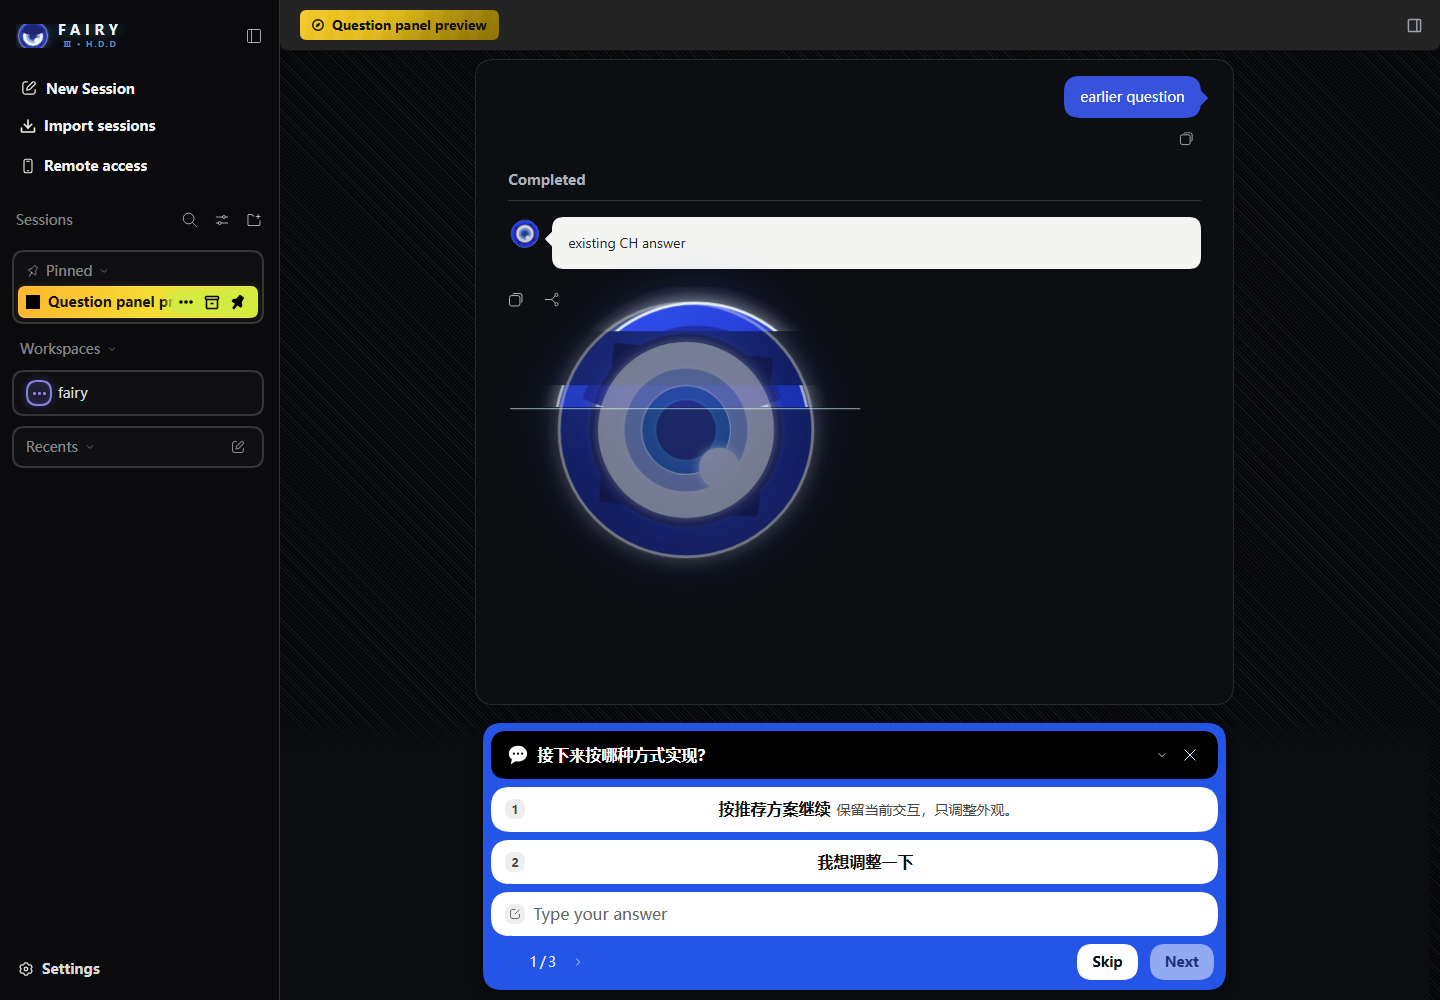 FAIRY
III · H.D.D
New Session
Import sessions
Remote access
Sessions
Pinned
Question panel pr
Workspaces
fairy
Recents
Settings
Question panel preview
earlier question
Completed
existing CH answer
接下来按哪种方式实现?
1 按推荐方案继续 保留当前交互，只调整外观。
2 我想调整一下
Type your answer
1 / 3
Skip
Next